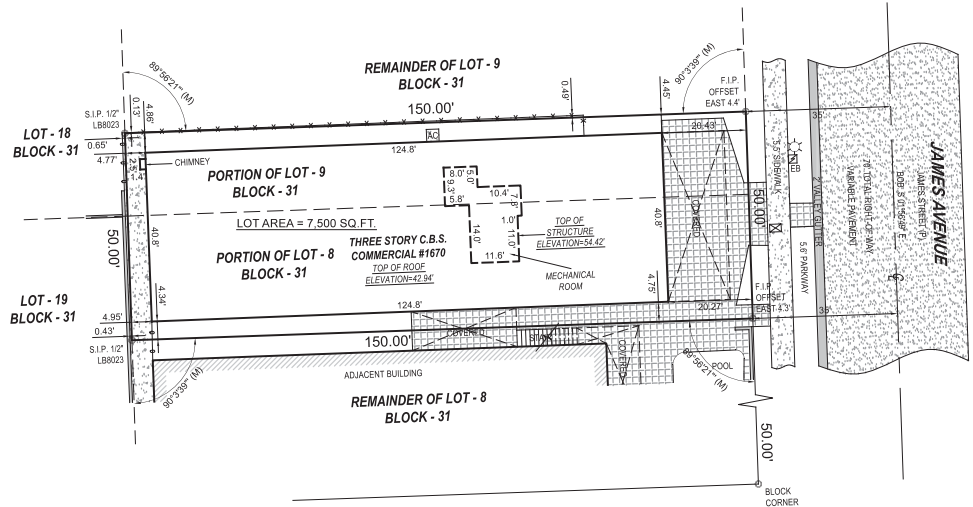 REMAINDER OF LOT - 9
BLOCK - 31
150.00'
89°56'21" (M)
90°3'39" (M)
0.13'
4.86'
S.I.P. 1/2"
LB8023
LOT - 18
BLOCK - 31
0.65'
4.77'
2.5'
1.4'
CHIMNEY
0.49'
4.45'
F.I.P.
OFFSET
EAST 4.4'
AC
124.8'
20.43'
35'
PORTION OF LOT - 9
BLOCK - 31
8.0'
5.0'
9.3'
5.8'
10.4'
7.8'
1.0'
14.0'
11.0'
11.6'
TOP OF
STRUCTURE
ELEVATION=54.42'
MECHANICAL
ROOM
LOT AREA = 7,500 SQ.FT.
PORTION OF LOT - 8
BLOCK - 31
THREE STORY C.B.S.
COMMERCIAL #1670
TOP OF ROOF
ELEVATION=42.94'
50.00'
40.8'
40.8'
COVERED
50.00'
5.5' SIDEWALK
EB
5.6' PARKWAY
2' VALLEY GUTTER
70' TOTAL RIGHT-OF-WAY
VARIABLE PAVEMENT
JAMES STREET (P)
JAMES AVENUE
LOT - 19
BLOCK - 31
4.34'
4.95'
0.43'
S.I.P. 1/2"
LB8023
124.8'
4.75'
20.27'
F.I.P.
OFFSET
EAST 4.3'
35'
150.00'
COVERED
COVERED
90°3'39" (M)
89°56'21" (M)
POOL
ADJACENT BUILDING
REMAINDER OF LOT - 8
BLOCK - 31
50.00'
BLOCK
CORNER